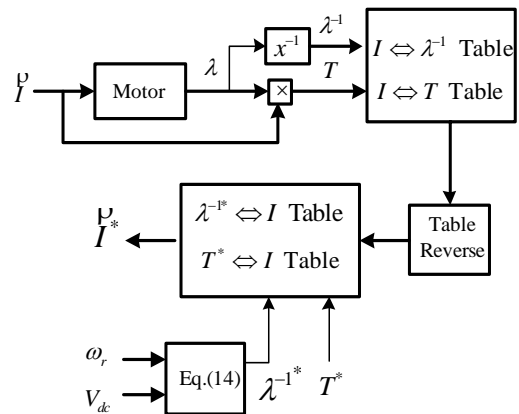 λ⁻¹
x⁻¹
I ⇔ λ⁻¹ Table
λ
T
ρ
I
Motor
×
I ⇔ T Table
λ⁻¹* ⇔ I Table
ρ
I*
T* ⇔ I Table
Table
Reverse
ω_r
Eq.(14)
λ⁻¹*
T*
V_dc